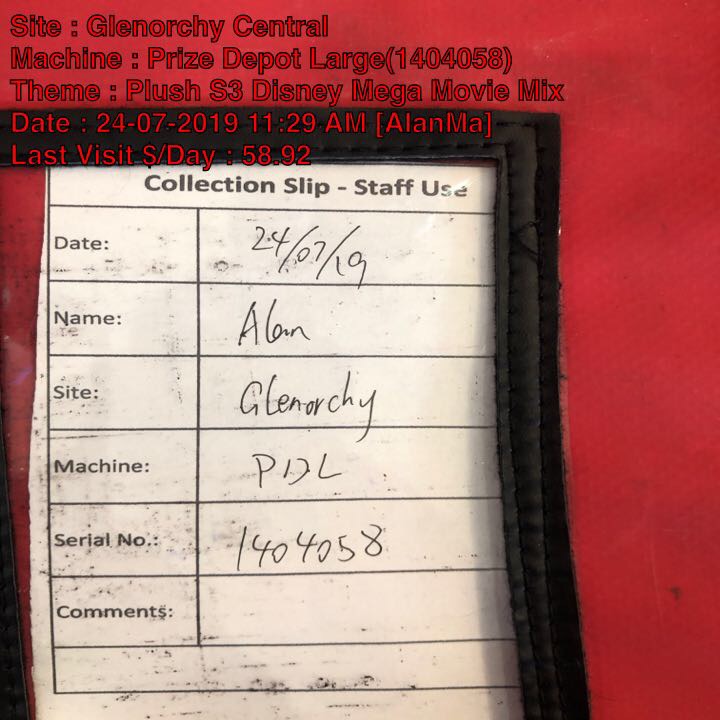 Site : Glenorchy Central
Machine : Prize Depot Large(1404058)
Theme : Plush S3 Disney Mega Movie Mix
Date : 24-07-2019 11:29 AM [AlanMa]
Last Visit $/Day : 58.92
Collection Slip - Staff Use
Date: 24/07/19
Name: Alan
Site: Glenorchy
Machine: PDL
Serial No.: 1404058
Comments: